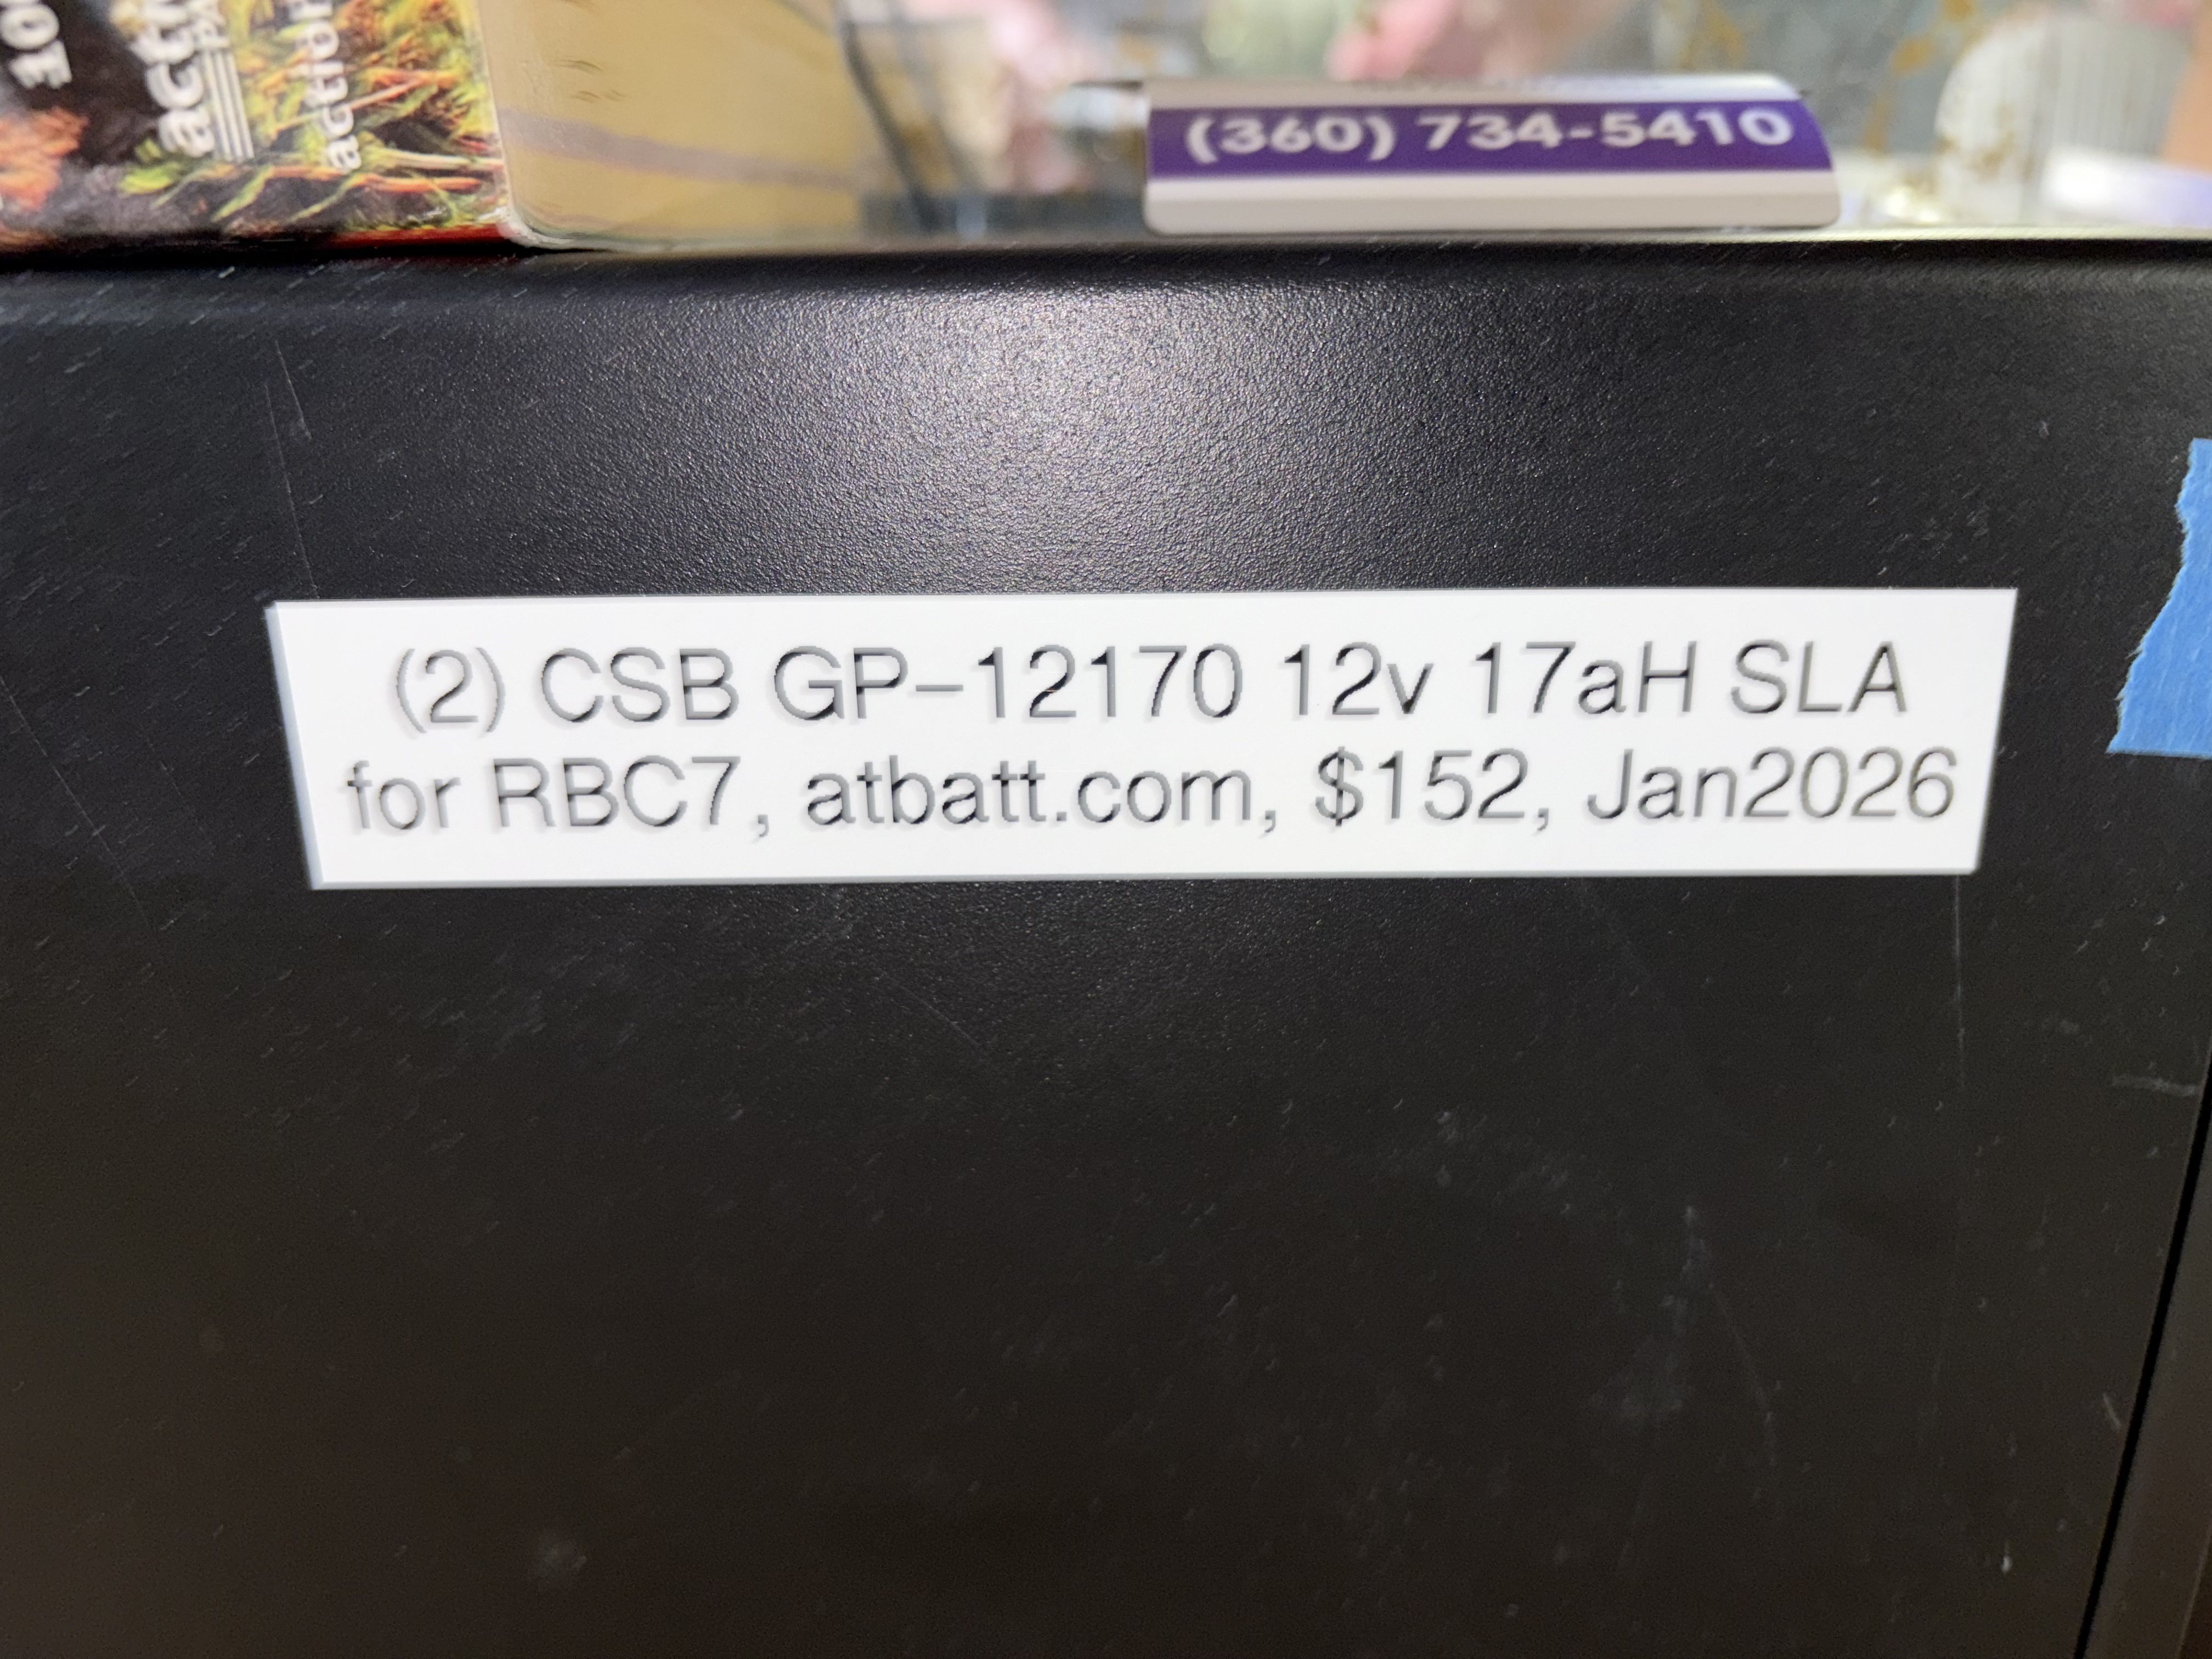 (360) 734-5410
(2) CSB GP-12170 12v 17aH SLA
for RBC7, atbatt.com, $152, Jan2026